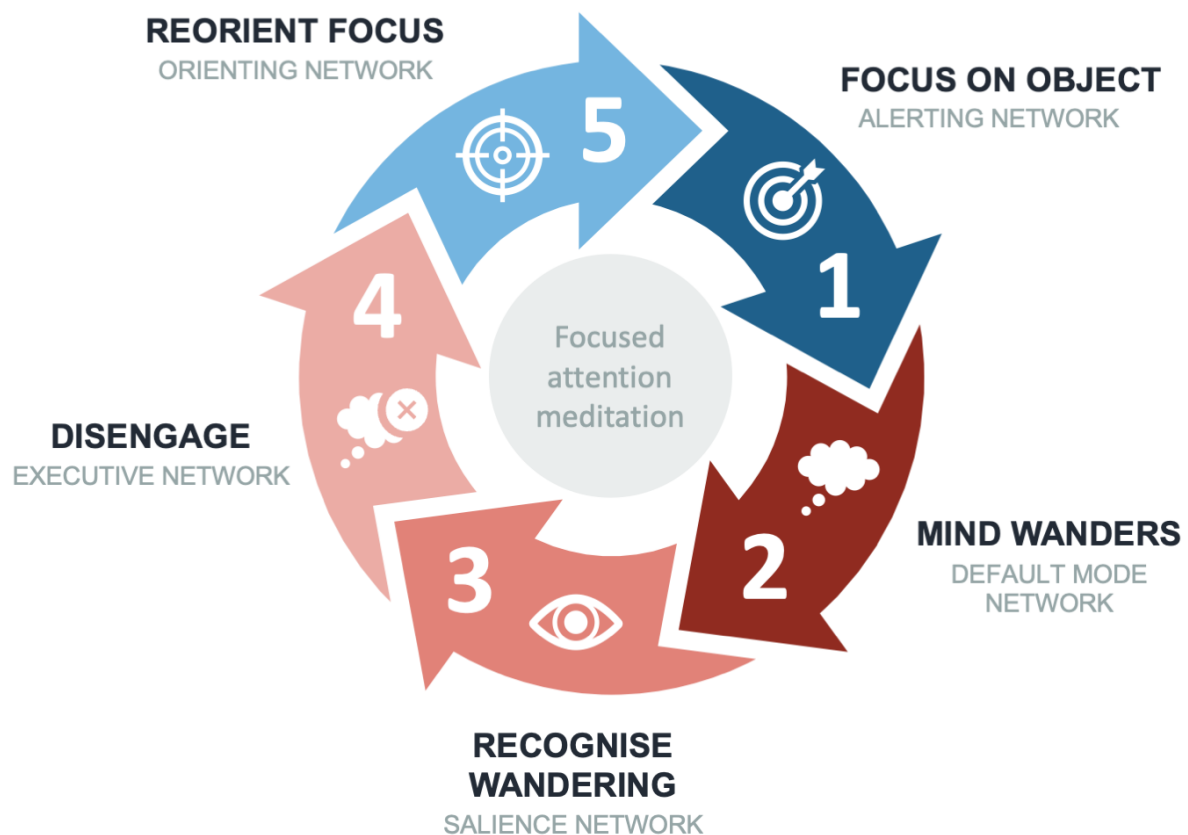 REORIENT FOCUS
ORIENTING NETWORK
5
FOCUS ON OBJECT
ALERTING NETWORK
1
4
Focused
attention
meditation
DISENGAGE
EXECUTIVE NETWORK
MIND WANDERS
DEFAULT MODE
NETWORK
2
3
RECOGNISE
WANDERING
SALIENCE NETWORK